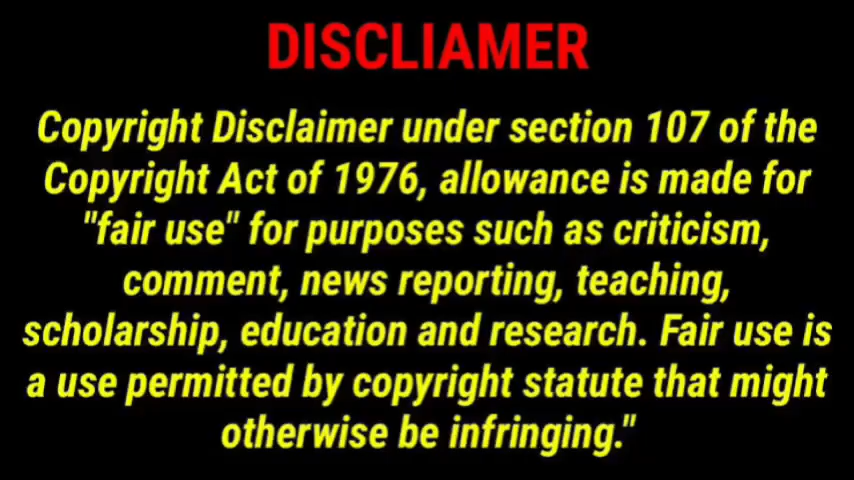 DISCLIAMER
Copyright Disclaimer under section 107 of the
Copyright Act of 1976, allowance is made for
"fair use" for purposes such as criticism,
comment, news reporting, teaching,
scholarship, education and research. Fair use is
a use permitted by copyright statute that might
otherwise be infringing."